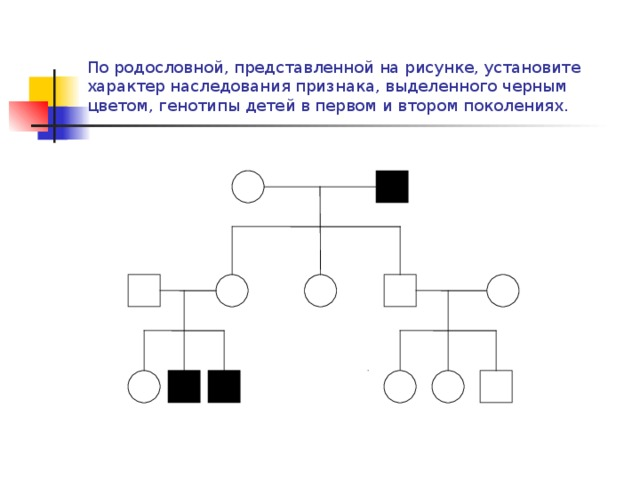 По родословной, представленной на рисунке, установите
характер наследования признака, выделенного черным
цветом, генотипы детей в первом и втором поколениях.